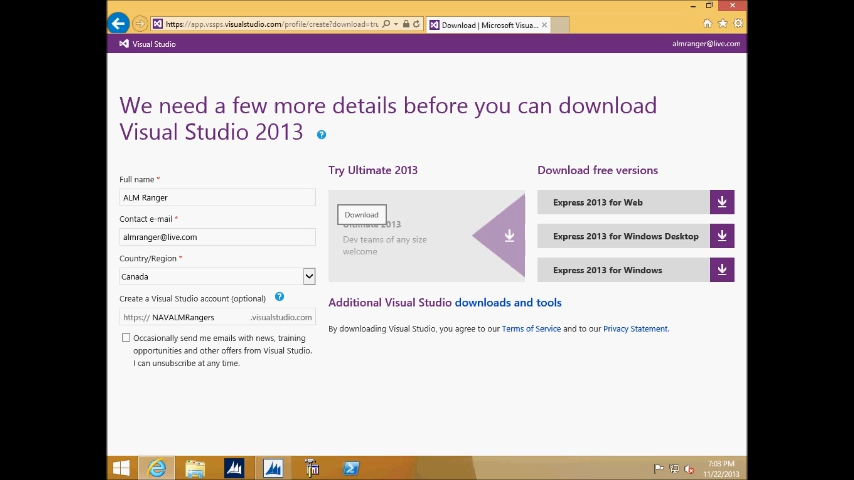 https://app.vssps.visualstudio.com/profile/create?download=tru
Download | Microsoft Visua...
Visual Studio
almranger@live.com
We need a few more details before you can download
Visual Studio 2013
Full name *
ALM Ranger
Contact e-mail *
almranger@live.com
Country/Region *
Canada
Create a Visual Studio account (optional)
https:// NAVALMRangers .visualstudio.com
Occasionally send me emails with news, training
opportunities and other offers from Visual Studio.
I can unsubscribe at any time.
Try Ultimate 2013
Download
Ultimate 2013
Dev teams of any size
welcome
Download free versions
Express 2013 for Web
Express 2013 for Windows Desktop
Express 2013 for Windows
Additional Visual Studio downloads and tools
By downloading Visual Studio, you agree to our Terms of Service and to our Privacy Statement.
7:03 PM
11/22/2013